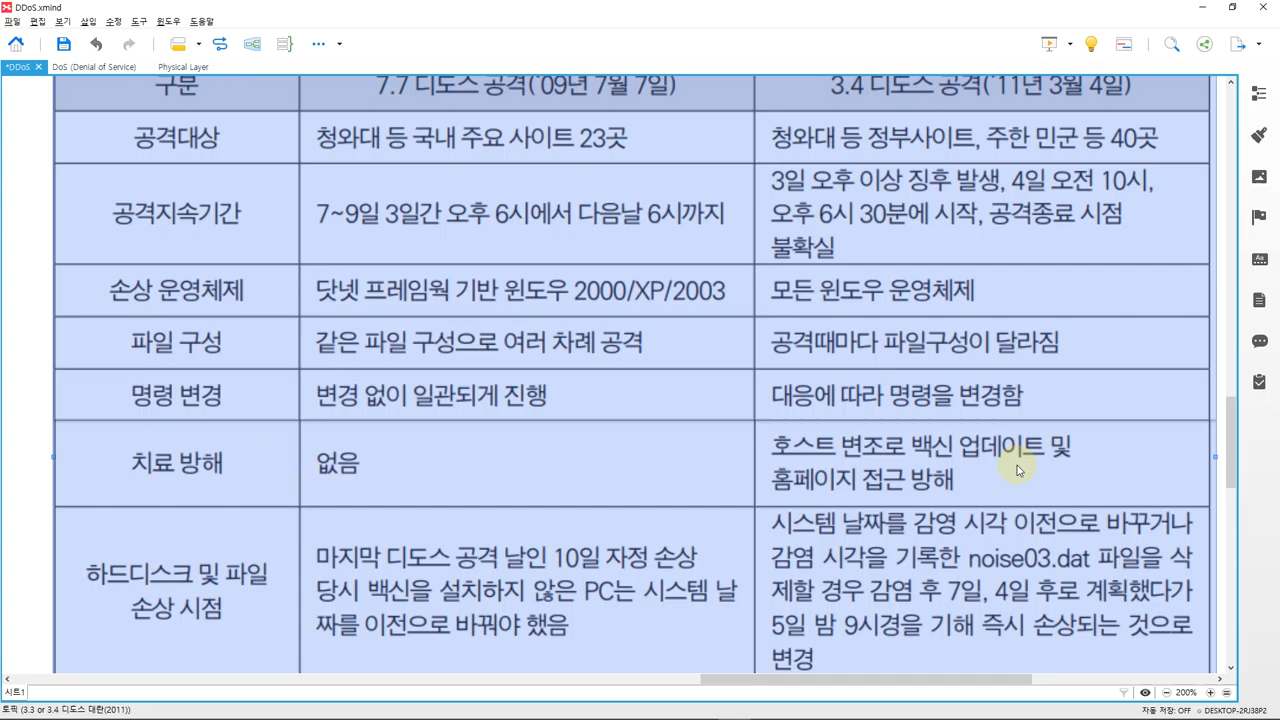 DDoS.xmind
파일 편집 보기 삽입 수정 도구 윈도우 도움말
*DDoS DoS (Denial of Service) Physical Layer
구분 7.7 디도스 공격(´09년 7월 7일) 3.4 디도스 공격(´11년 3월 4일)
공격대상 청와대 등 국내 주요 사이트 23곳 청와대 등 정부사이트, 주한 민군 등 40곳
공격지속기간 7~9일 3일간 오후 6시에서 다음날 6시까지 3일 오후 이상 징후 발생, 4일 오전 10시,
오후 6시 30분에 시작, 공격종료 시점
불확실
손상 운영체제 닷넷 프레임웍 기반 윈도우 2000/XP/2003 모든 윈도우 운영체제
파일 구성 같은 파일 구성으로 여러 차례 공격 공격때마다 파일구성이 달라짐
명령 변경 변경 없이 일관되게 진행 대응에 따라 명령을 변경함
치료 방해 없음 호스트 변조로 백신 업데이트 및
홈페이지 접근 방해
하드디스크 및 파일
손상 시점
마지막 디도스 공격 날인 10일 자정 손상
당시 백신을 설치하지 않은 PC는 시스템 날
짜를 이전으로 바꿔야 했음
시스템 날짜를 감영 시각 이전으로 바꾸거나
감염 시각을 기록한 noise03.dat 파일을 삭
제할 경우 감염 후 7일, 4일 후로 계획했다가
5일 밤 9시경을 기해 즉시 손상되는 것으로
변경
시트1 200%
토픽 (3.3 or 3.4 디도스 대란(2011)) 자동 저장: OFF DESKTOP-2RJ38P2